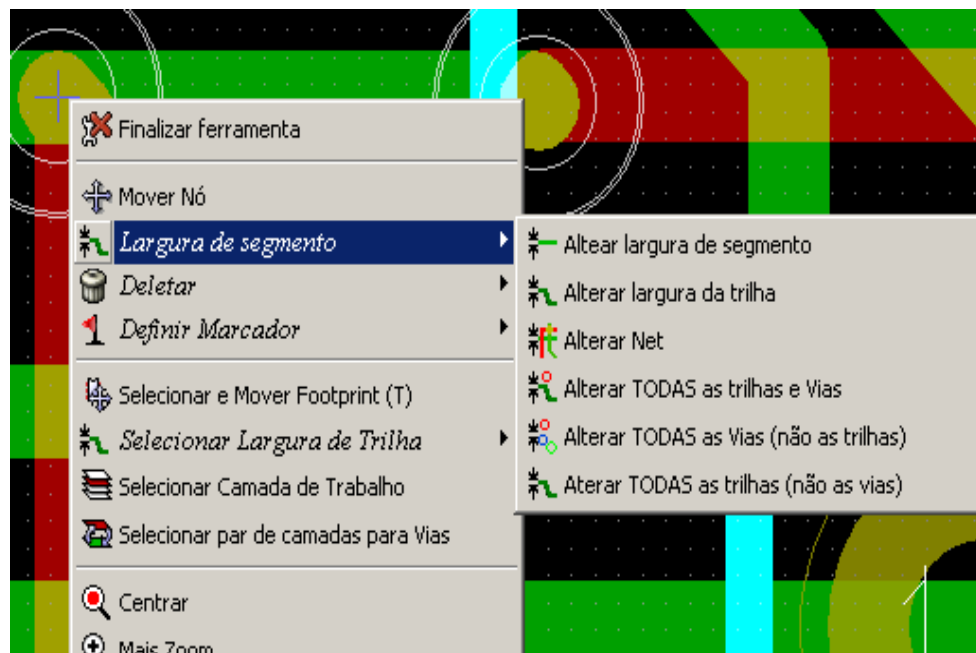 Finalizar ferramenta
Mover Nó
Largura de segmento
Deletar
Definir Marcador
Selecionar e Mover Footprint (T)
Selecionar Largura de Trilha
Selecionar Camada de Trabalho
Selecionar par de camadas para Vias
Centrar
Mais Zoom
Altear largura de segmento
Alterar largura da trilha
Alterar Net
Alterar TODAS as trilhas e Vias
Alterar TODAS as Vias (não as trilhas)
Aterar TODAS as trilhas (não as vias)
1